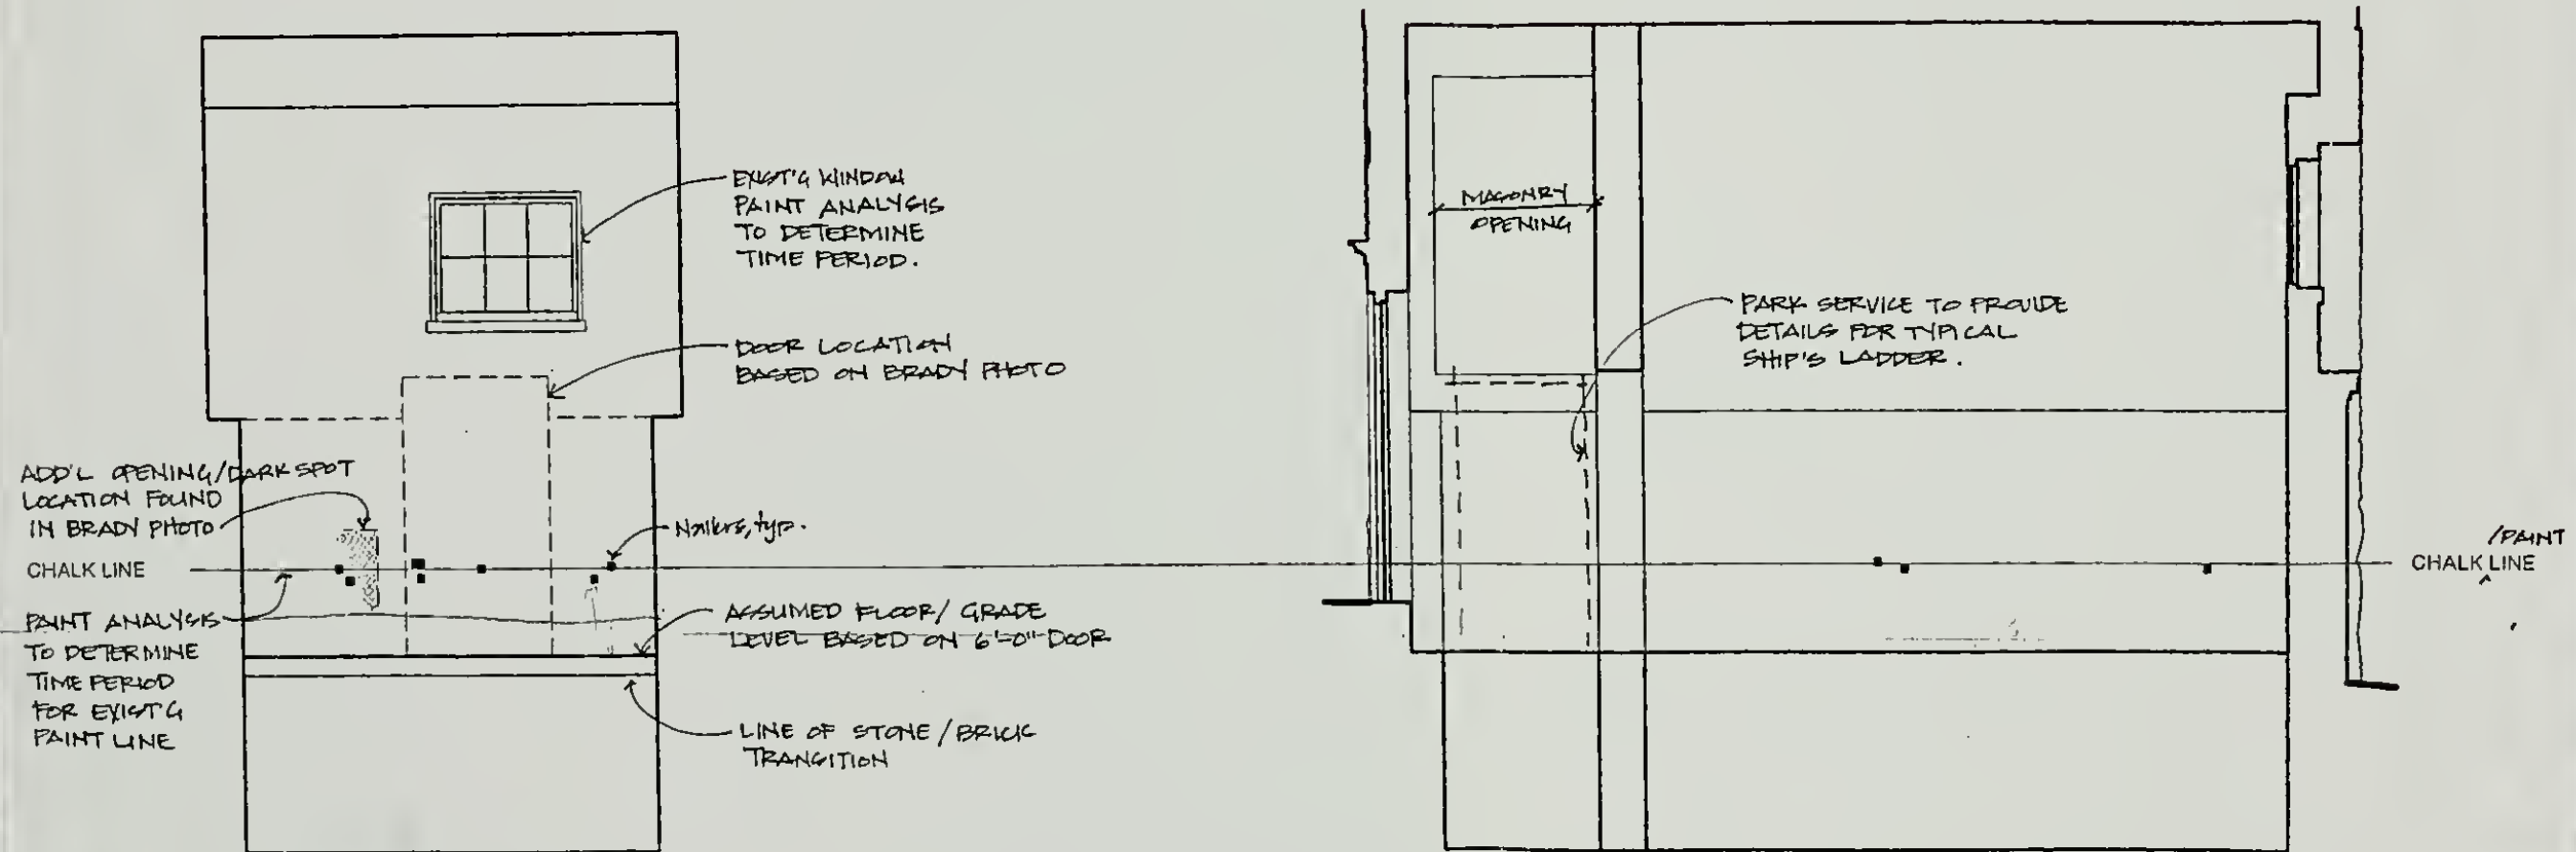 EXIST'G WINDOW
PAINT ANALYSIS
TO DETERMINE
TIME PERIOD.
DOOR LOCATION
BASED ON BRADY PHOTO
ADD'L OPENING/DARK SPOT
LOCATION FOUND
IN BRADY PHOTO
Nailers, typ.
CHALK LINE
PAINT ANALYSIS
TO DETERMINE
TIME PERIOD
FOR EXIST'G
PAINT LINE
ASSUMED FLOOR/ GRADE
LEVEL BASED ON 6'-0" DOOR
LINE OF STONE/BRICK
TRANSITION
MASONRY
OPENING
PARK SERVICE TO PROVIDE
DETAILS FOR TYPICAL
SHIP'S LADDER.
/PAINT
CHALK LINE